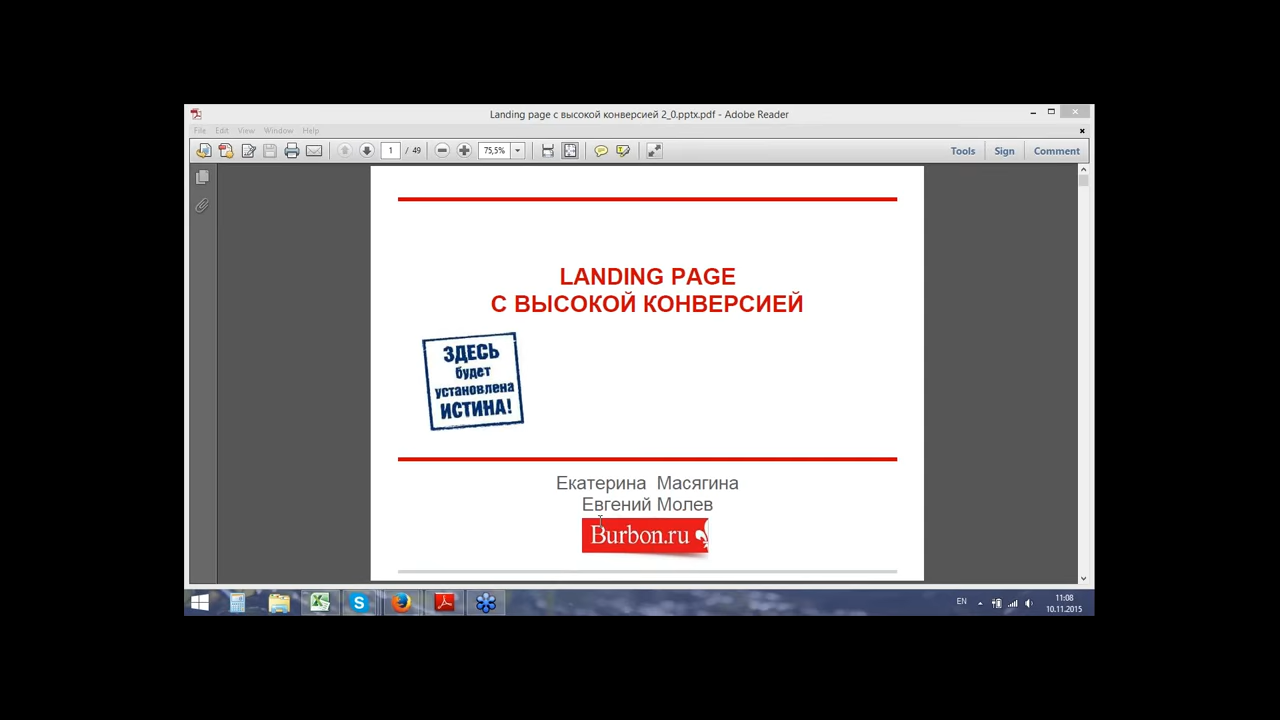 Landing page с высокой конверсией 2_0.pptx.pdf - Adobe Reader
File Edit View Window Help
1 / 49 75,5% Tools Sign Comment
LANDING PAGE
С ВЫСОКОЙ КОНВЕРСИЕЙ
ЗДЕСЬ
будет
установлена
ИСТИНА!
Екатерина Масягина
Евгений Молев
Burbon.ru
EN 11:08
10.11.2015